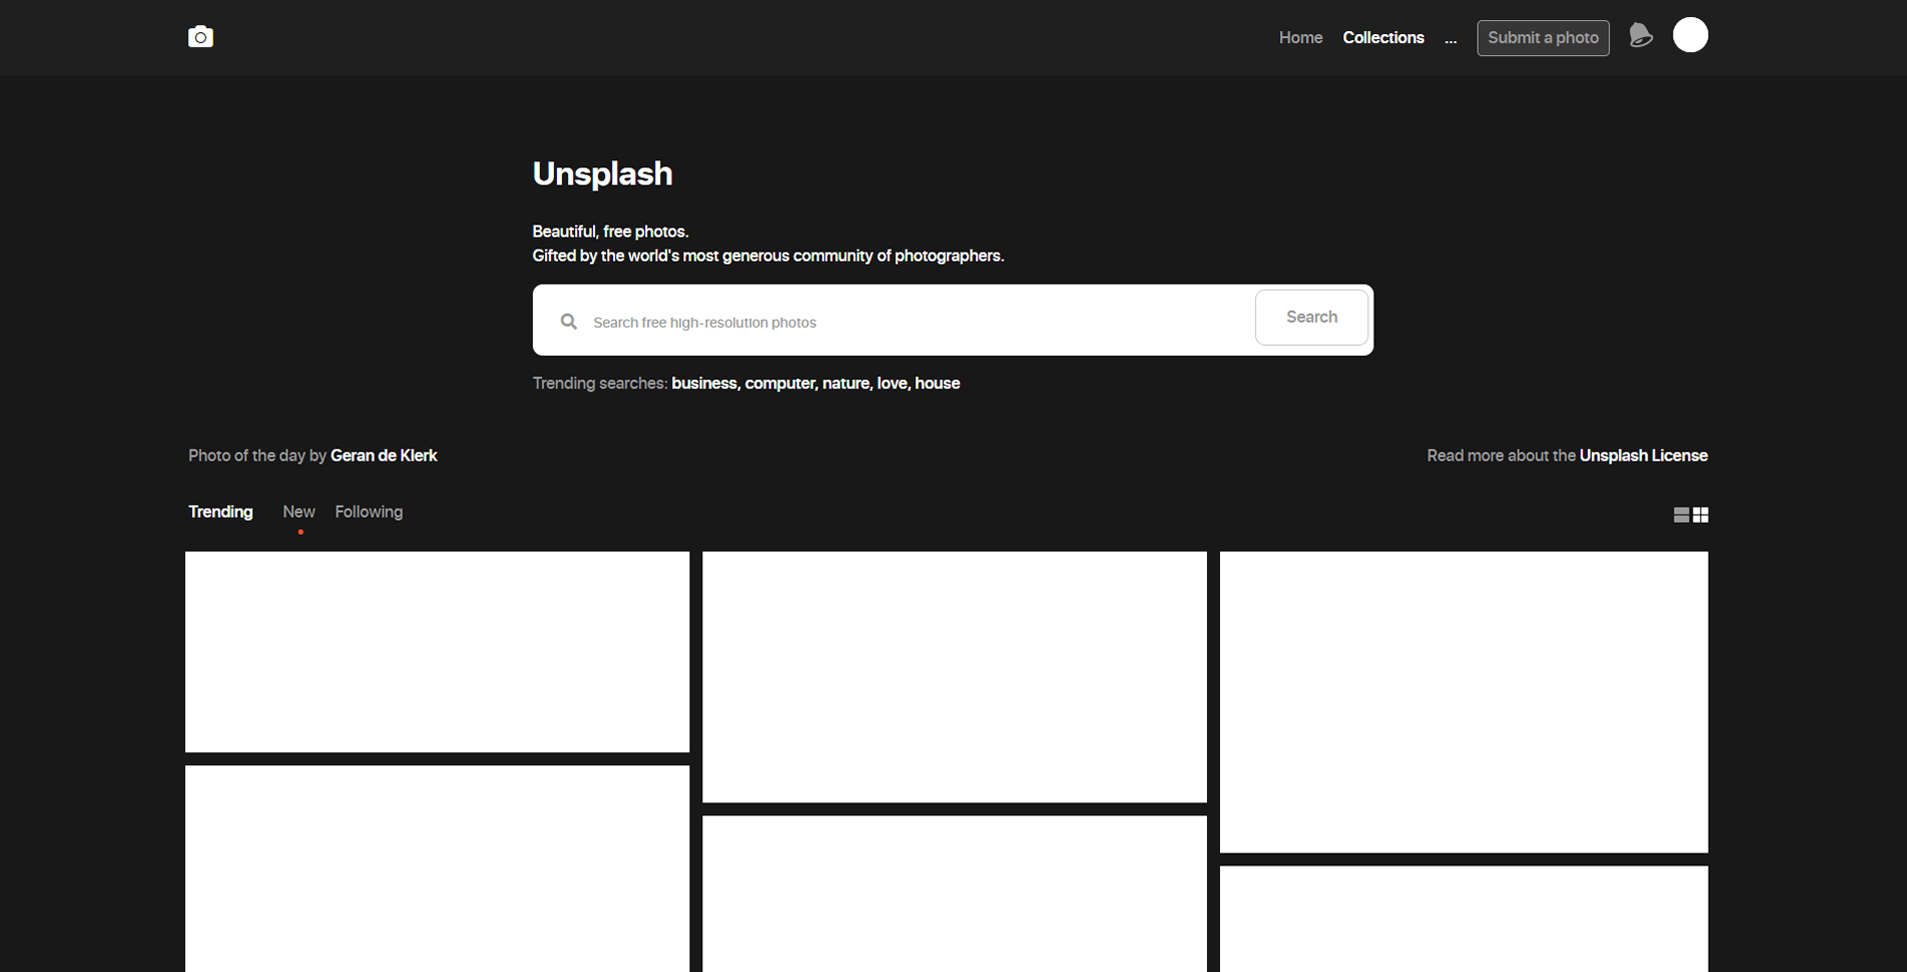 Home Collections ... Submit a photo
Unsplash
Beautiful, free photos.
Gifted by the world's most generous community of photographers.
Search free high-resolution photos Search
Trending searches: business, computer, nature, love, house
Photo of the day by Geran de Klerk Read more about the Unsplash License
Trending New Following